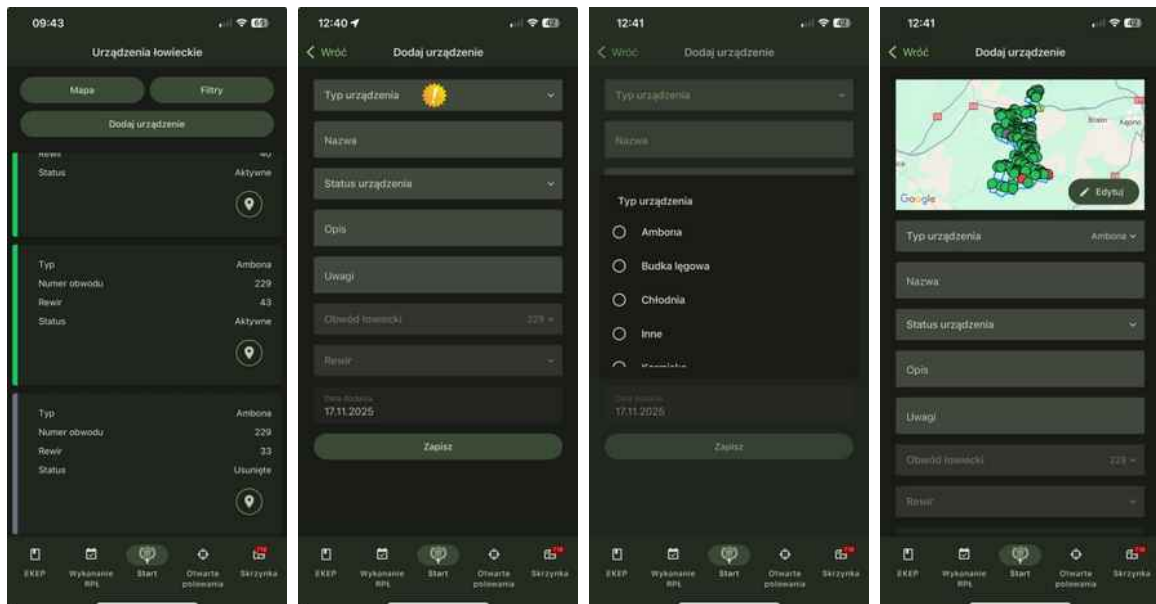 09:43
Urządzenia łowieckie
Mapa
Filtry
Dodaj urządzenie
Rewir 40
Status Aktywne
Typ Ambona
Numer obwodu 229
Rewir 43
Status Aktywne
Typ Ambona
Numer obwodu 229
Rewir 33
Status Usunięte
EKEP
Wykonanie RPŁ
Start
Otwarte polowania
Skrzynka
12:40
Wróć
Dodaj urządzenie
Typ urządzenia
Nazwa
Status urządzenia
Opis
Uwagi
Obwód łowiecki 229
Rewir
Data dodania
17.11.2025
Zapisz
EKEP
Wykonanie RPŁ
Start
Otwarte polowania
Skrzynka
12:41
Wróć
Dodaj urządzenie
Typ urządzenia
Nazwa
Typ urządzenia
Ambona
Budka lęgowa
Chłodnia
Inne
Data dodania
17.11.2025
Zapisz
EKEP
Wykonanie RPŁ
Start
Otwarte polowania
Skrzynka
12:41
Wróć
Dodaj urządzenie
Google
Edytuj
Typ urządzenia Ambona
Nazwa
Status urządzenia
Opis
Uwagi
Obwód łowiecki 229
Rewir
EKEP
Wykonanie RPŁ
Start
Otwarte polowania
Skrzynka